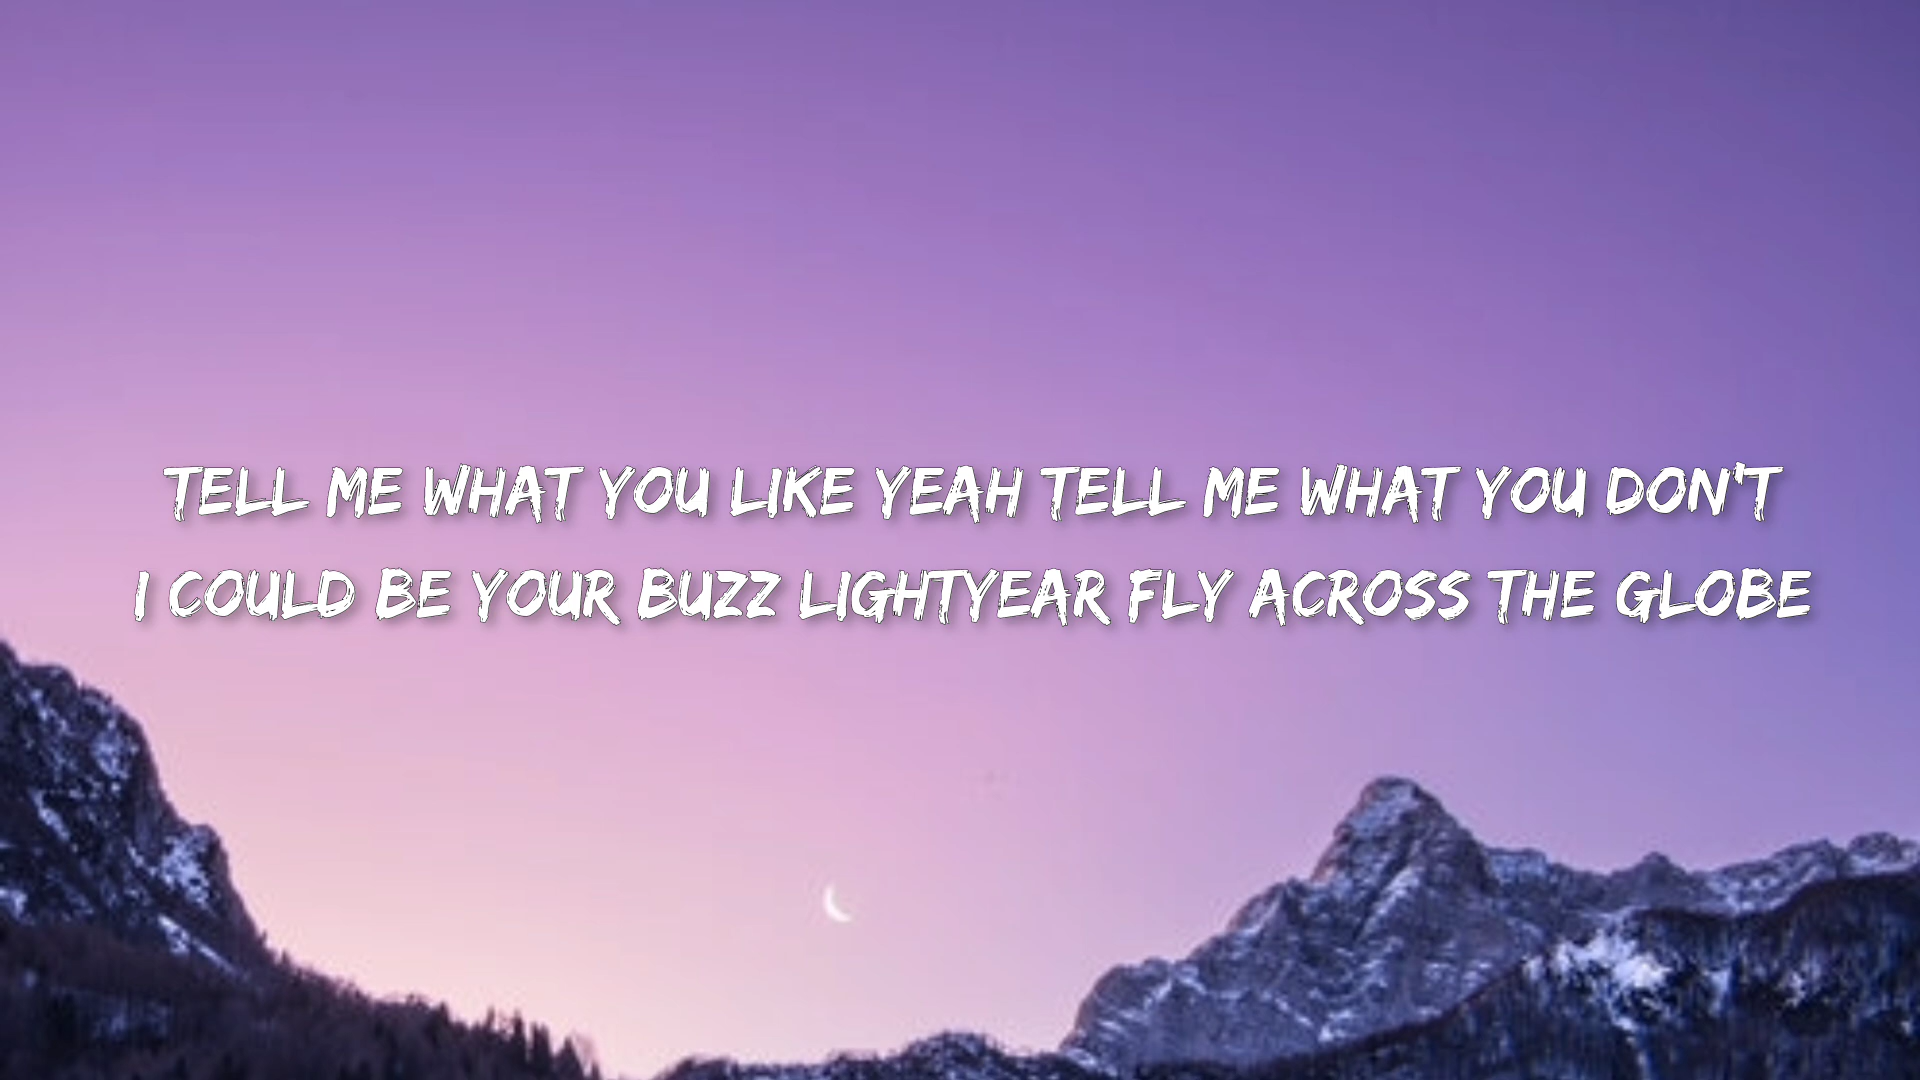 TELL ME WHAT YOU LIKE YEAH TELL ME WHAT YOU DON'T
I COULD BE YOUR BUZZ LIGHTYEAR FLY ACROSS THE GLOBE